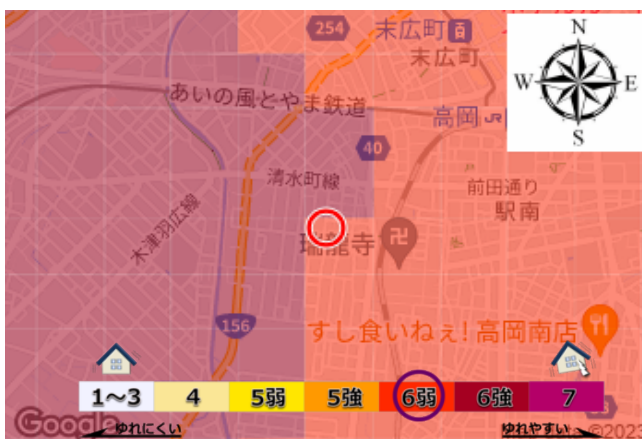 254
末広町
末広町
N
W
E
S
あいの風とやま鉄道
高岡
JR
40
清水町線
前田通り
駅南
木津羽広線
瑞龍寺
卍
156
すし食いねぇ! 高岡南店
1~3 4 5弱 5強 6弱 6強 7
Google
ゆれにくい
ゆれやすい
©2023